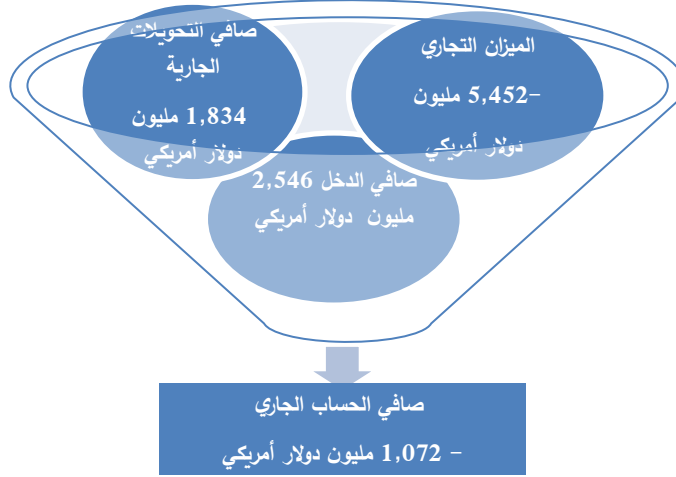 الميزان التجاري
5,452- مليون
دولار أمريكي
صافي التحويلات
الجارية
1,834 مليون
دولار أمريكي
صافي الدخل 2,546
مليون دولار أمريكي
صافي الحساب الجاري
- 1,072 مليون دولار أمريكي